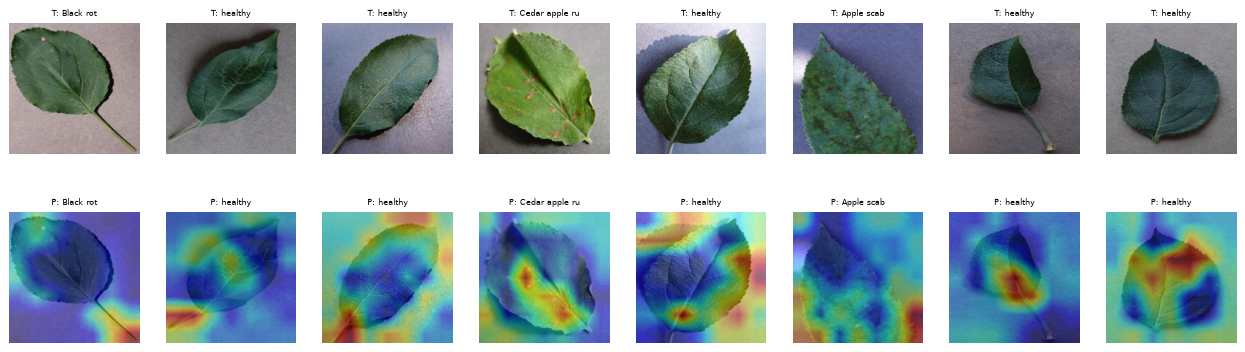 T: Black rot
T: healthy
T: healthy
T: Cedar apple ru
T: healthy
T: Apple scab
T: healthy
T: healthy
P: Black rot
P: healthy
P: healthy
P: Cedar apple ru
P: healthy
P: Apple scab
P: healthy
P: healthy